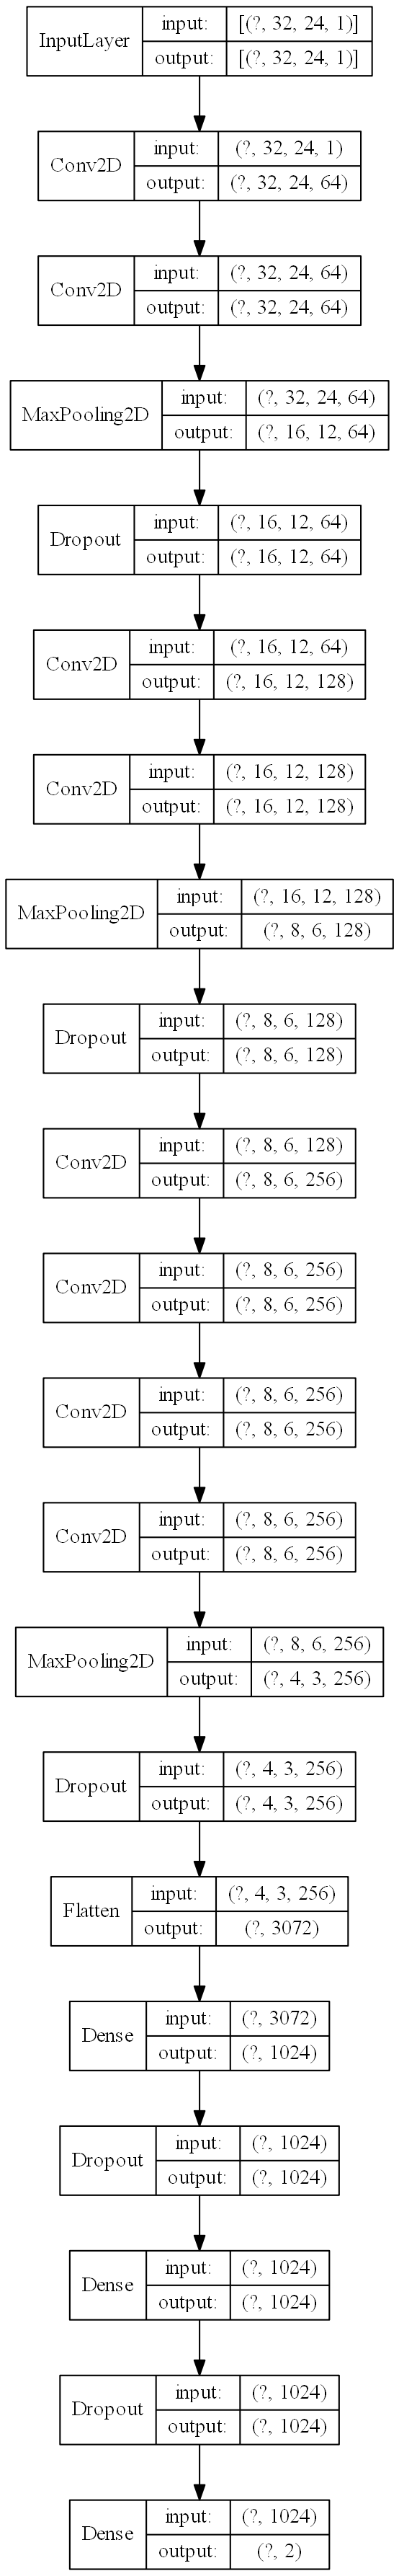 InputLayer input: [(?, 32, 24, 1)]
output: [(?, 32, 24, 1)]
Conv2D input: (?, 32, 24, 1)
output: (?, 32, 24, 64)
Conv2D input: (?, 32, 24, 64)
output: (?, 32, 24, 64)
MaxPooling2D input: (?, 32, 24, 64)
output: (?, 16, 12, 64)
Dropout input: (?, 16, 12, 64)
output: (?, 16, 12, 64)
Conv2D input: (?, 16, 12, 64)
output: (?, 16, 12, 128)
Conv2D input: (?, 16, 12, 128)
output: (?, 16, 12, 128)
MaxPooling2D input: (?, 16, 12, 128)
output: (?, 8, 6, 128)
Dropout input: (?, 8, 6, 128)
output: (?, 8, 6, 128)
Conv2D input: (?, 8, 6, 128)
output: (?, 8, 6, 256)
Conv2D input: (?, 8, 6, 256)
output: (?, 8, 6, 256)
Conv2D input: (?, 8, 6, 256)
output: (?, 8, 6, 256)
Conv2D input: (?, 8, 6, 256)
output: (?, 8, 6, 256)
MaxPooling2D input: (?, 8, 6, 256)
output: (?, 4, 3, 256)
Dropout input: (?, 4, 3, 256)
output: (?, 4, 3, 256)
Flatten input: (?, 4, 3, 256)
output: (?, 3072)
Dense input: (?, 3072)
output: (?, 1024)
Dropout input: (?, 1024)
output: (?, 1024)
Dense input: (?, 1024)
output: (?, 1024)
Dropout input: (?, 1024)
output: (?, 1024)
Dense input: (?, 1024)
output: (?, 2)